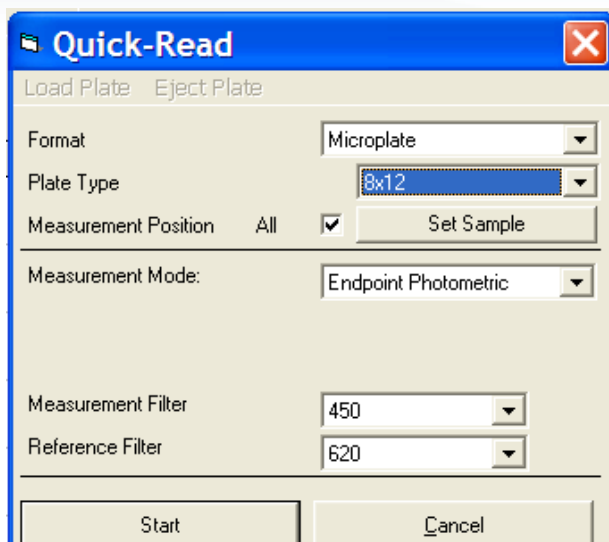 Quick-Read
Load Plate Eject Plate
Format Microplate
Plate Type 8x12
Measurement Position All Set Sample
Measurement Mode: Endpoint Photometric
Measurement Filter 450
Reference Filter 620
Start Cancel